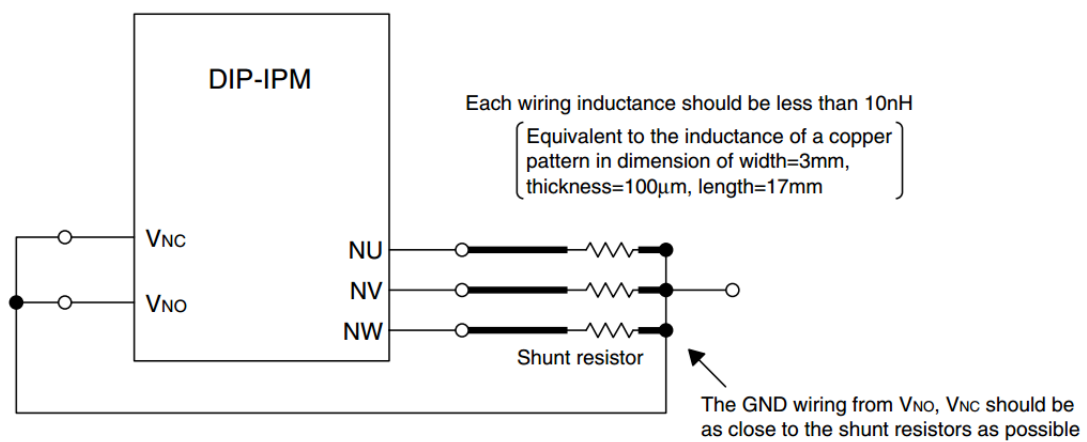 DIP-IPM
Each wiring inductance should be less than 10nH
Equivalent to the inductance of a copper
pattern in dimension of width=3mm,
thickness=100μm, length=17mm
VNC
NU
NV
VNO
NW
Shunt resistor
The GND wiring from VNO, VNC should be
as close to the shunt resistors as possible